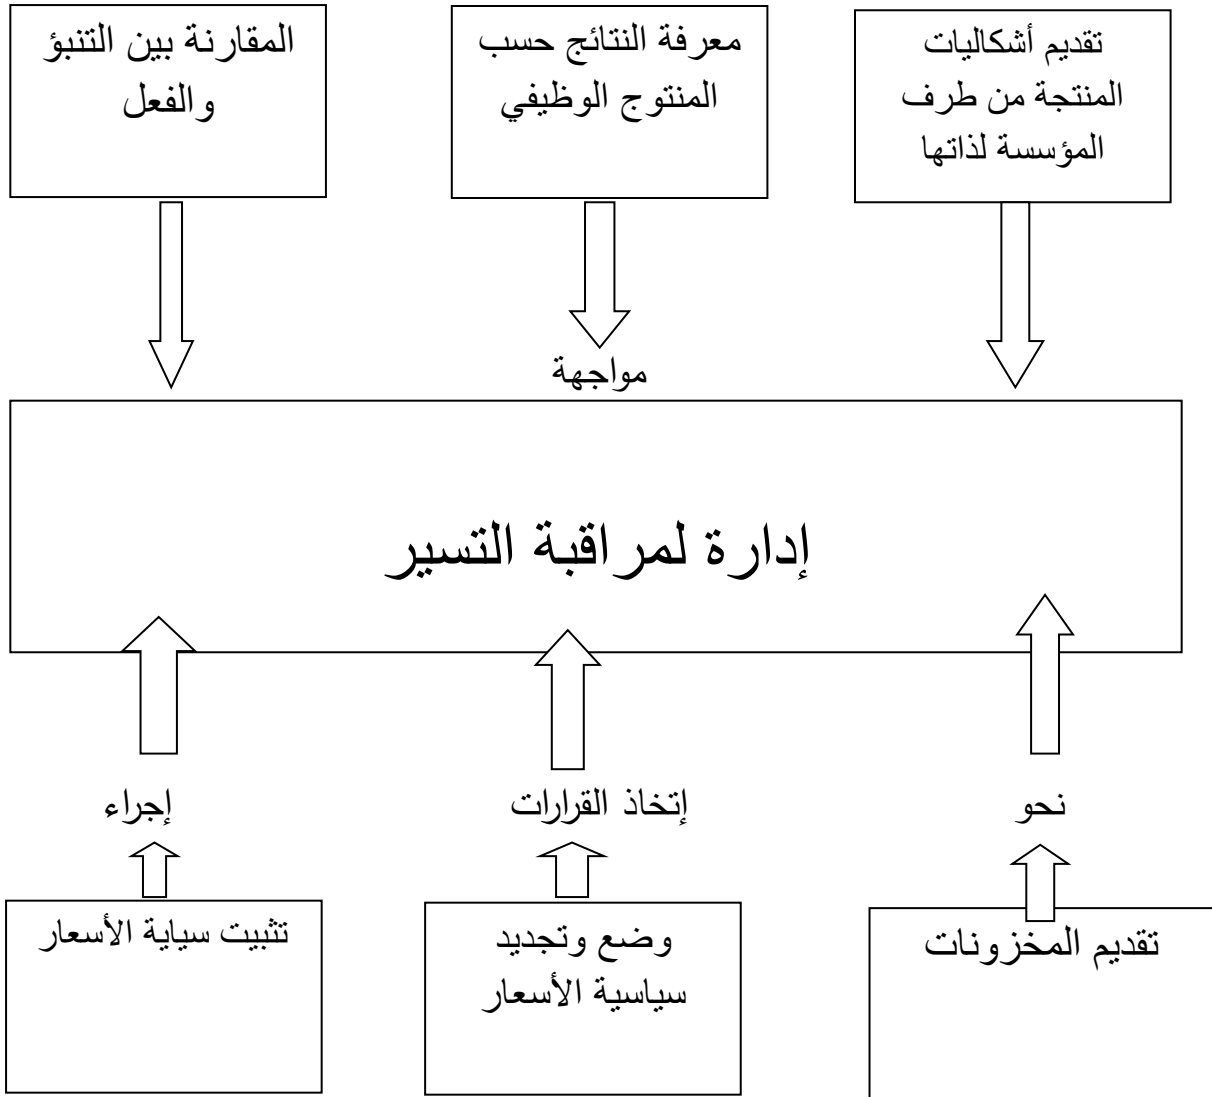 تقديم أشكاليات
المنتجة من طرف
المؤسسة لذاتها
معرفة النتائج حسب
المنتوج الوظيفي
المقارنة بين التنبؤ
والفعل
مواجهة
إدارة لمراقبة التسير
نحو
إتخاذ القرارات
إجراء
تقديم المخزونات
وضع وتجديد
سياسية الأسعار
تثبيت سياية الأسعار